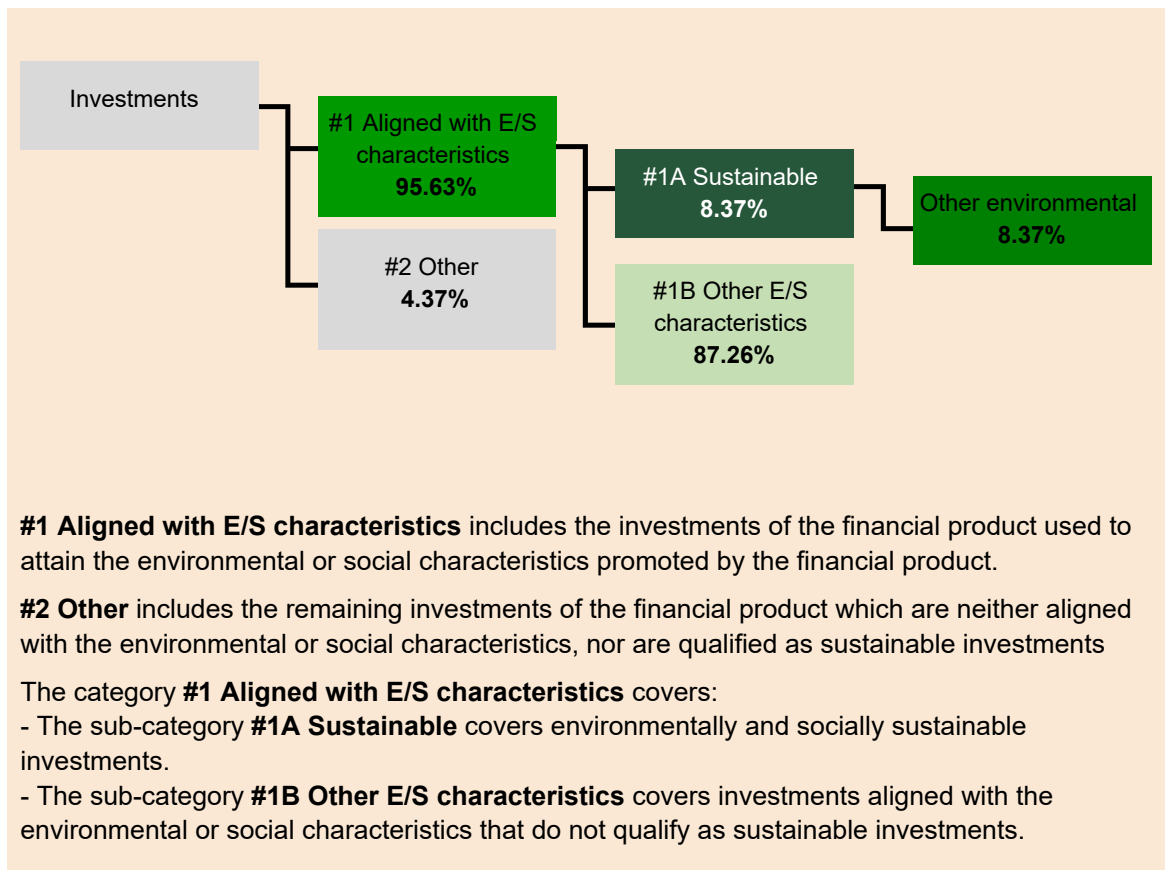 Investments
#1 Aligned with E/S
characteristics
95.63%
#2 Other
4.37%
#1A Sustainable
8.37%
#1B Other E/S
characteristics
87.26%
Other environmental
8.37%
#1 Aligned with E/S characteristics includes the investments of the financial product used to
attain the environmental or social characteristics promoted by the financial product.
#2 Other includes the remaining investments of the financial product which are neither aligned
with the environmental or social characteristics, nor are qualified as sustainable investments
The category #1 Aligned with E/S characteristics covers:
- The sub-category #1A Sustainable covers environmentally and socially sustainable
investments.
- The sub-category #1B Other E/S characteristics covers investments aligned with the
environmental or social characteristics that do not qualify as sustainable investments.